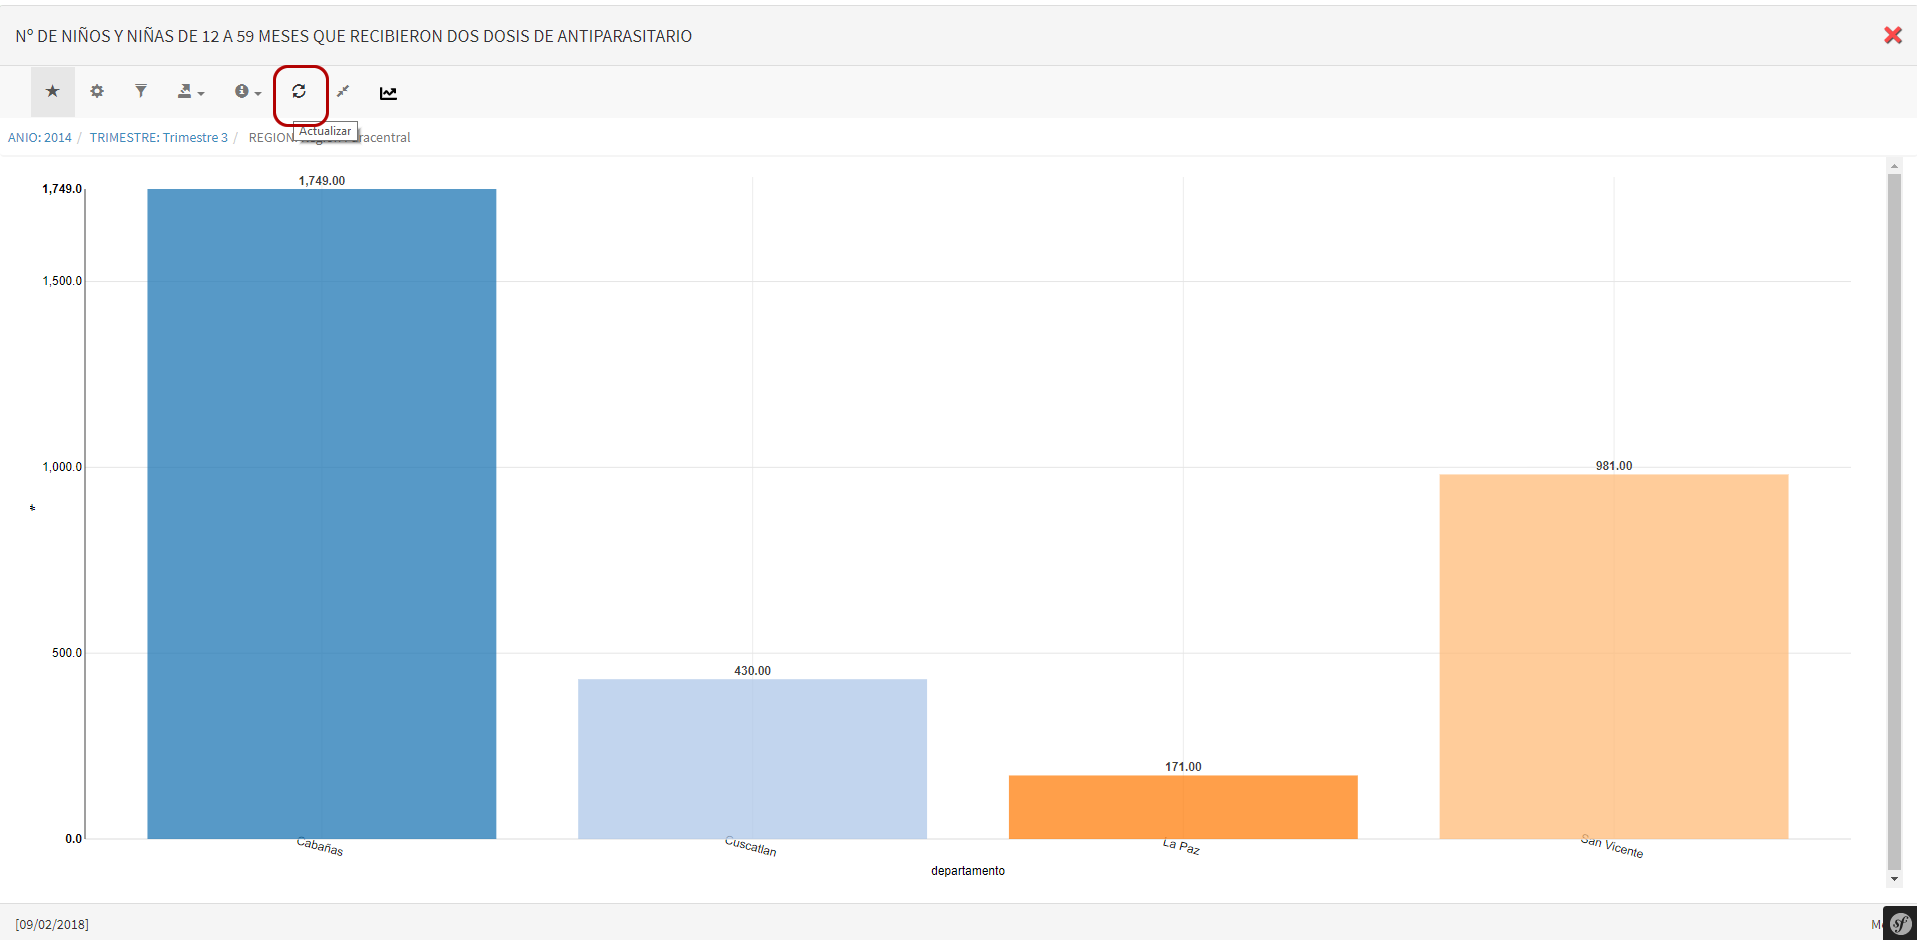 Nº DE NIÑOS Y NIÑAS DE 12 A 59 MESES QUE RECIBIERON DOS DOSIS DE ANTIPARASITARIO
Actualizar
ANIO: 2014 / TRIMESTRE: Trimestre 3 / REGION: racentral
1,749.0
1,500.0
1,000.0
500.0
0.0
#
1,749.00
430.00
171.00
981.00
Cabañas
Cuscatlan
La Paz
San Vicente
departamento
[09/02/2018]
sf